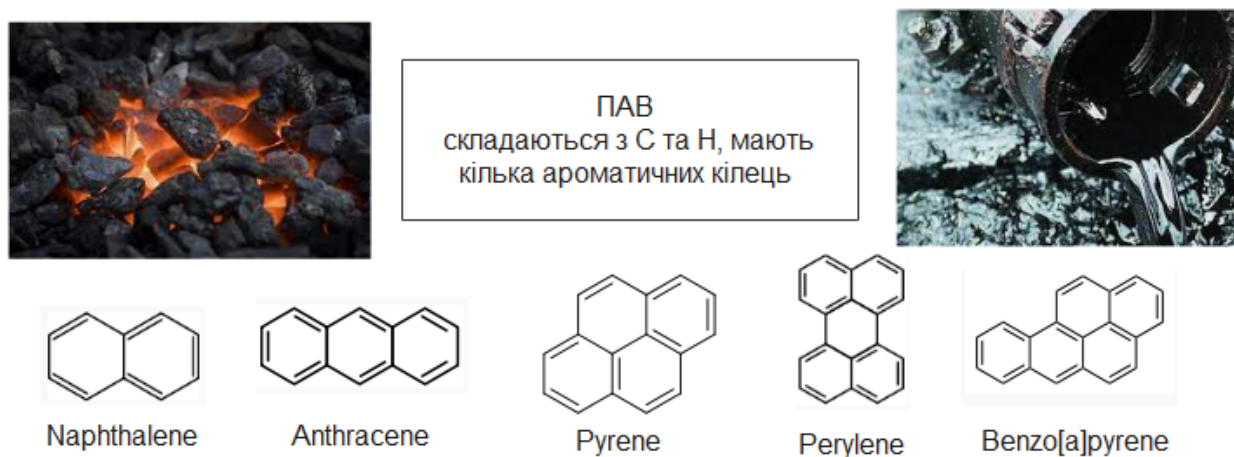 ПАВ
складаються з С та Н, мають
кілька ароматичних кілець
Naphthalene
Anthracene
Pyrene
Perylene
Benzo[a]pyrene